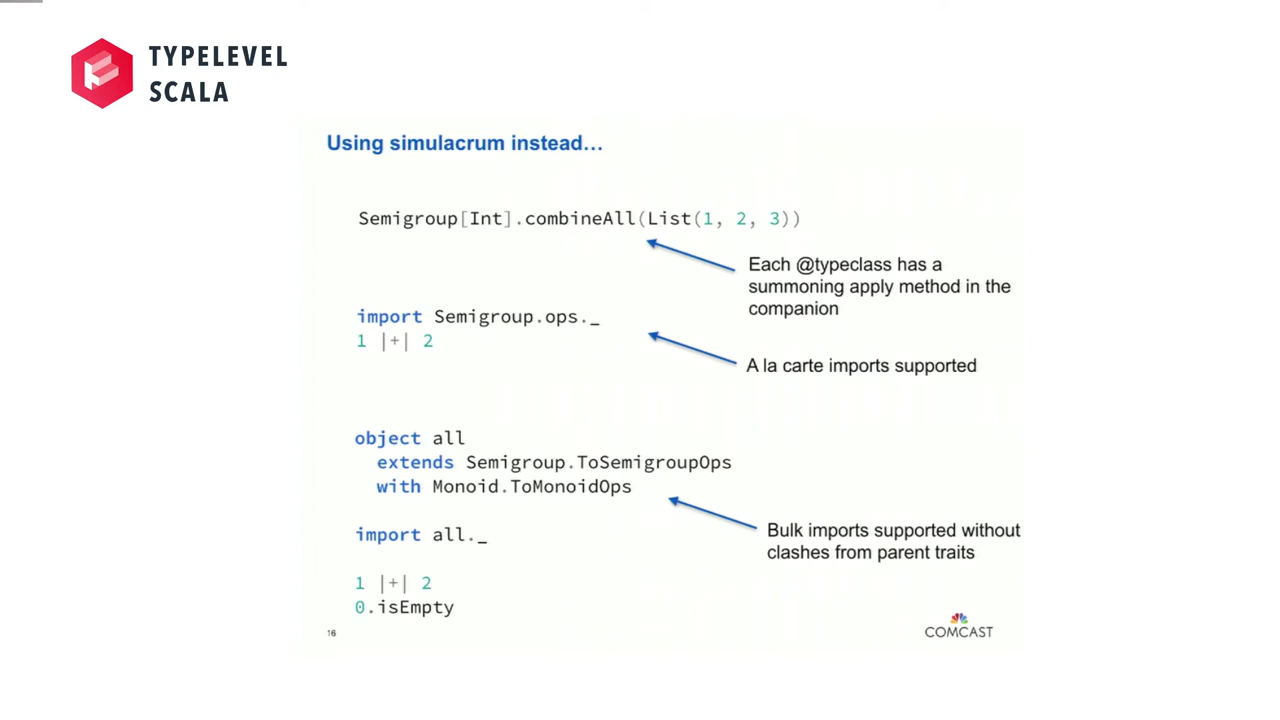 TYPELEVEL
SCALA
Using simulacrum instead…
Semigroup[Int].combineAll(List(1, 2, 3))
Each @typeclass has a
summoning apply method in the
companion
import Semigroup.ops._
1 |+| 2
A la carte imports supported
object all
extends Semigroup.ToSemigroupOps
with Monoid.ToMonoidOps
import all._
Bulk imports supported without
clashes from parent traits
1 |+| 2
0.isEmpty
16
COMCAST